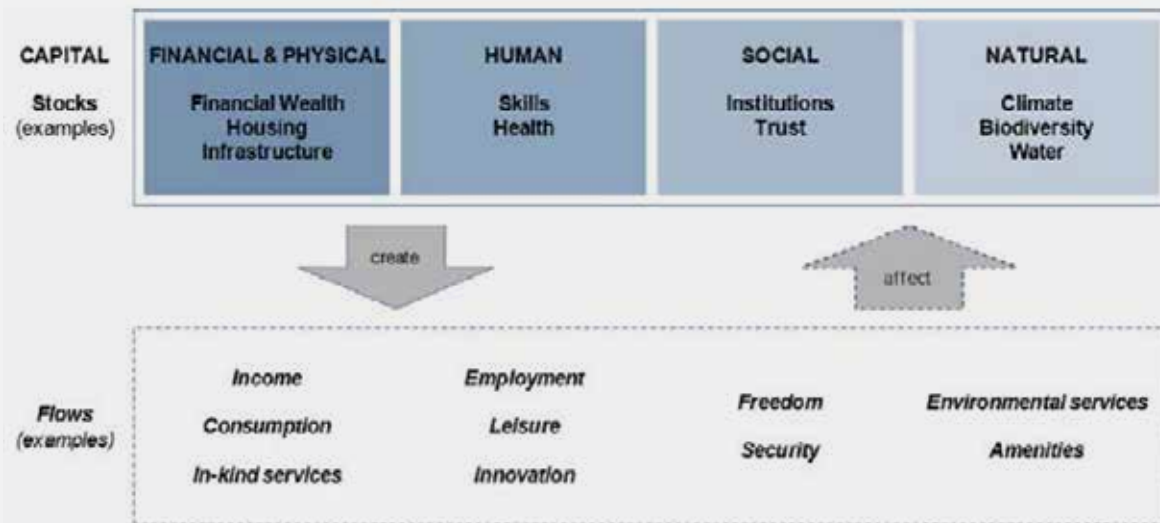 CAPITAL
Stocks
(examples)
FINANCIAL & PHYSICAL
Financial Wealth
Housing
Infrastructure
HUMAN
Skills
Health
SOCIAL
Institutions
Trust
NATURAL
Climate
Biodiversity
Water
create
affect
Flows
(examples)
Income
Consumption
In-kind services
Employment
Leisure
Innovation
Freedom
Security
Environmental services
Amenities